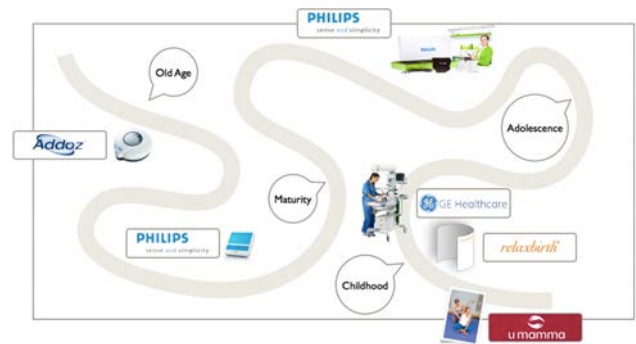 PHILIPS
sense and simplicity
Old Age
Adolescence
Addoz
Maturity
GE Healthcare
PHILIPS
sense and simplicity
relaxbirth
Childhood
u mamma